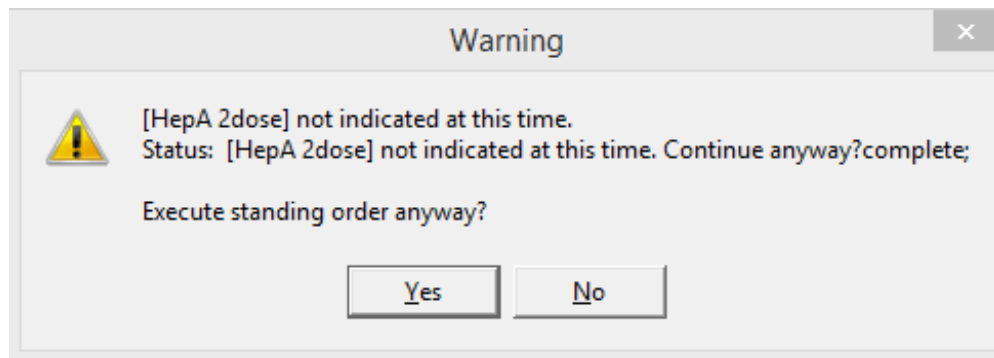 Warning
[HepA 2dose] not indicated at this time.
Status:  [HepA 2dose] not indicated at this time. Continue anyway?complete;
Execute standing order anyway?
Yes
No